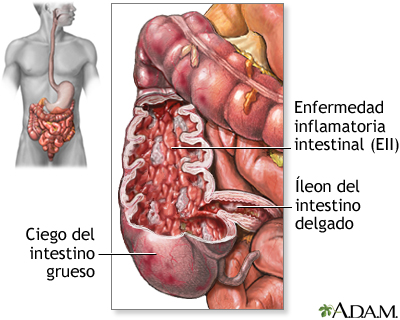 Enfermedad
inflamatoria
intestinal (EII)
Íleon del
intestino
delgado
Ciego del
intestino
grueso
A.D.A.M.